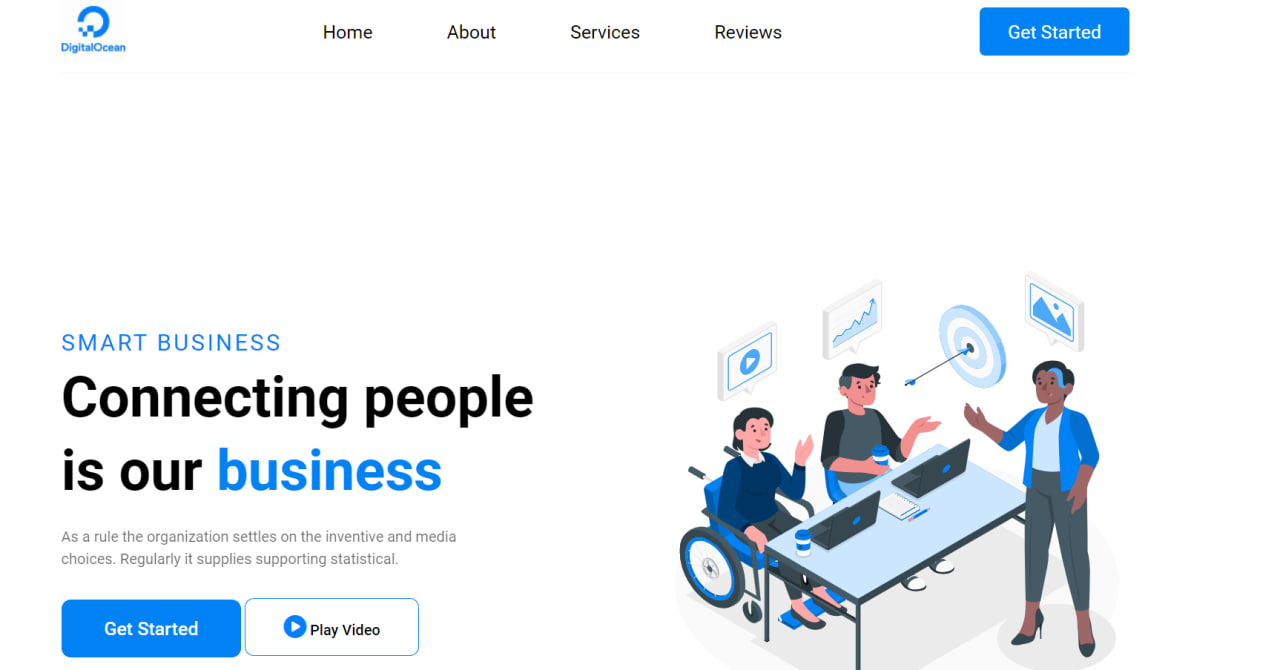 DigitalOcean
Home About Services Reviews Get Started
SMART BUSINESS
Connecting people
is our business
As a rule the organization settles on the inventive and media
choices. Regularly it supplies supporting statistical.
Get Started Play Video